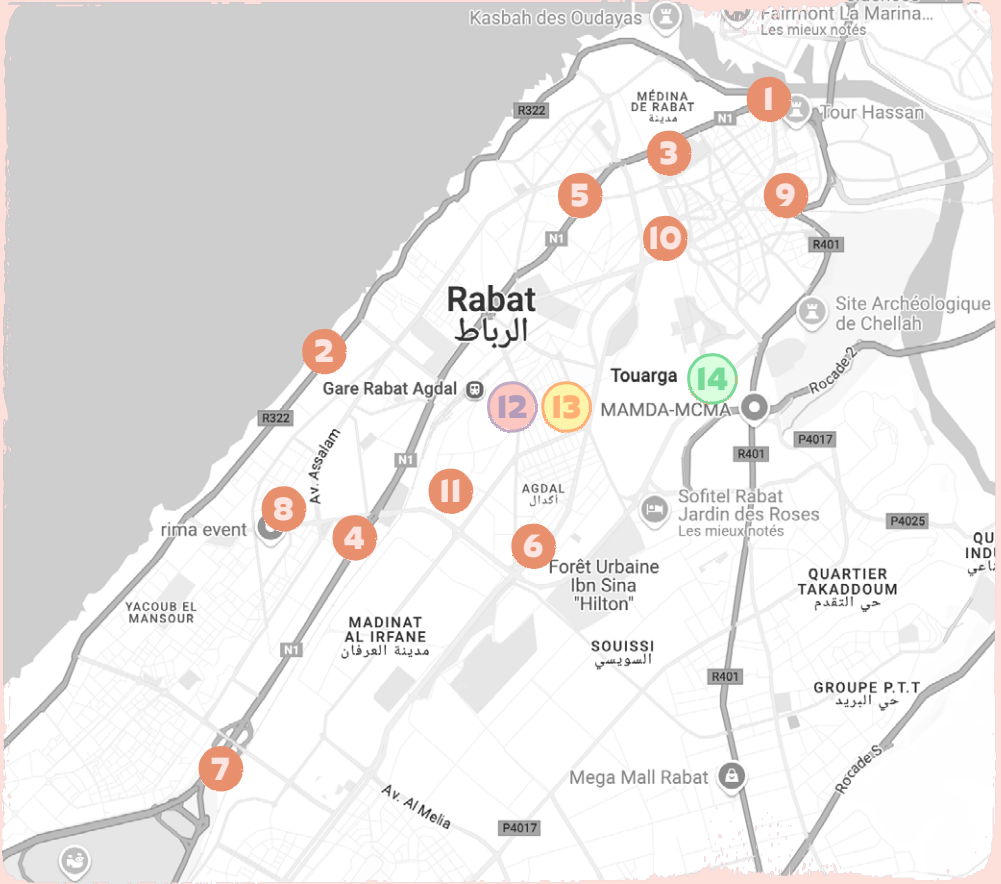 Kasbah des Oudayas
Fairmont La Marina...
Les mieux notés
MÉDINA
DE RABAT
مدينة
R322
N1
1
Tour Hassan
3
5
9
10
N1
R401
Rabat
الرباط
Site Archéologique
de Chellah
2
Rocade 2
Gare Rabat Agdal
12
13
Touarga
14
MAMDA-MCMA
R322
Av. Assalam
N1
R401
P4017
11
AGDAL
أكدال
8
rima event
4
6
Sofitel Rabat
Jardin des Roses
Les mieux notés
P4025
Forêt Urbaine
Ibn Sina
"Hilton"
QUARTIER
TAKADDOUM
حي التقدم
QU
INDU
YACOUB EL
MANSOUR
MADINAT
AL IRFANE
مدينة العرفان
N1
SOUISSI
السويسي
R401
GROUPE P.T.T
حي البريد
7
Mega Mall Rabat
Rocade S
Av. Al Melia
P4017